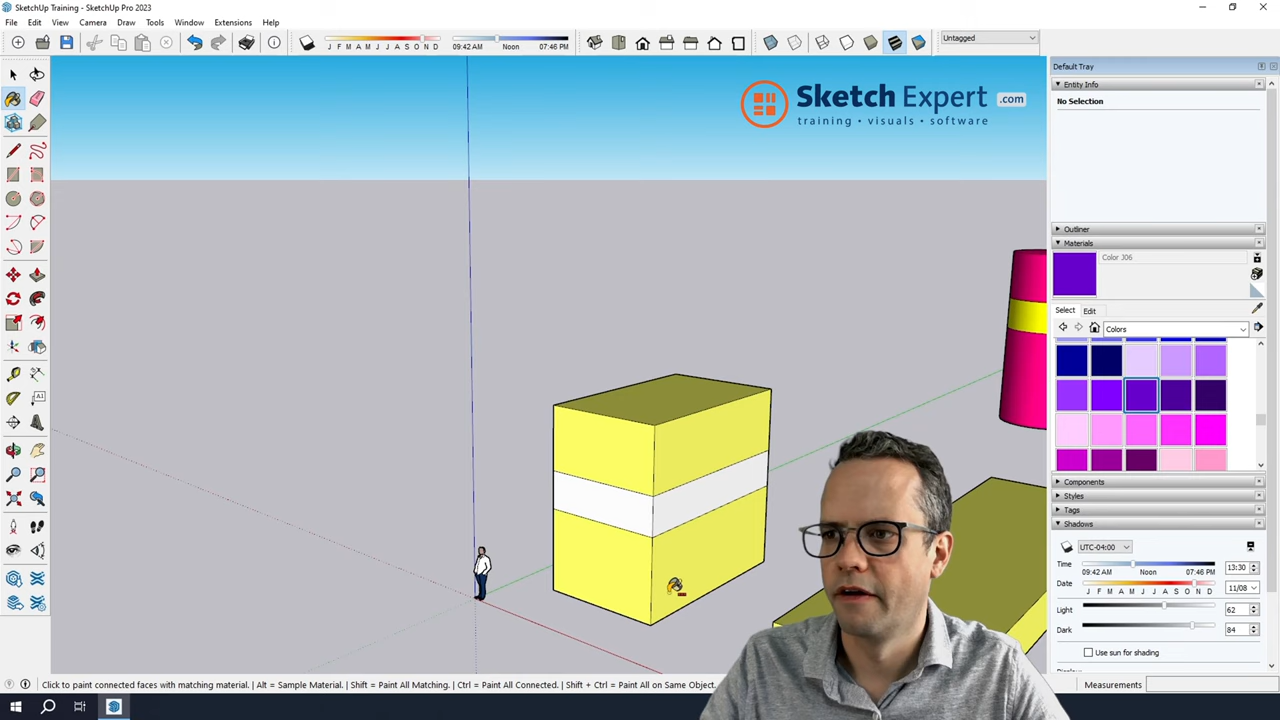 SketchUp Training - SketchUp Pro 2023
File Edit View Camera Draw Tools Window Extensions Help
J F M A M J J A S O N D
09:42 AM Noon 07:46 PM
Untagged
Sketch Expert .com
training • visuals • software
Default Tray
Entity Info
No Selection
Outliner
Materials
Color J06
Select Edit
Colors
Components
Styles
Tags
Shadows
UTC-04:00
Time 13:30
09:42 AM Noon 07:46 PM
Date 11/08
J F M A M J J A S O N D
Light 62
Dark 84
Use sun for shading
Click to paint connected faces with matching material. | Alt = Sample Material. | Shift = Paint All Matching. | Ctrl = Paint All Connected. | Shift + Ctrl = Paint All on Same Object.
Measurements